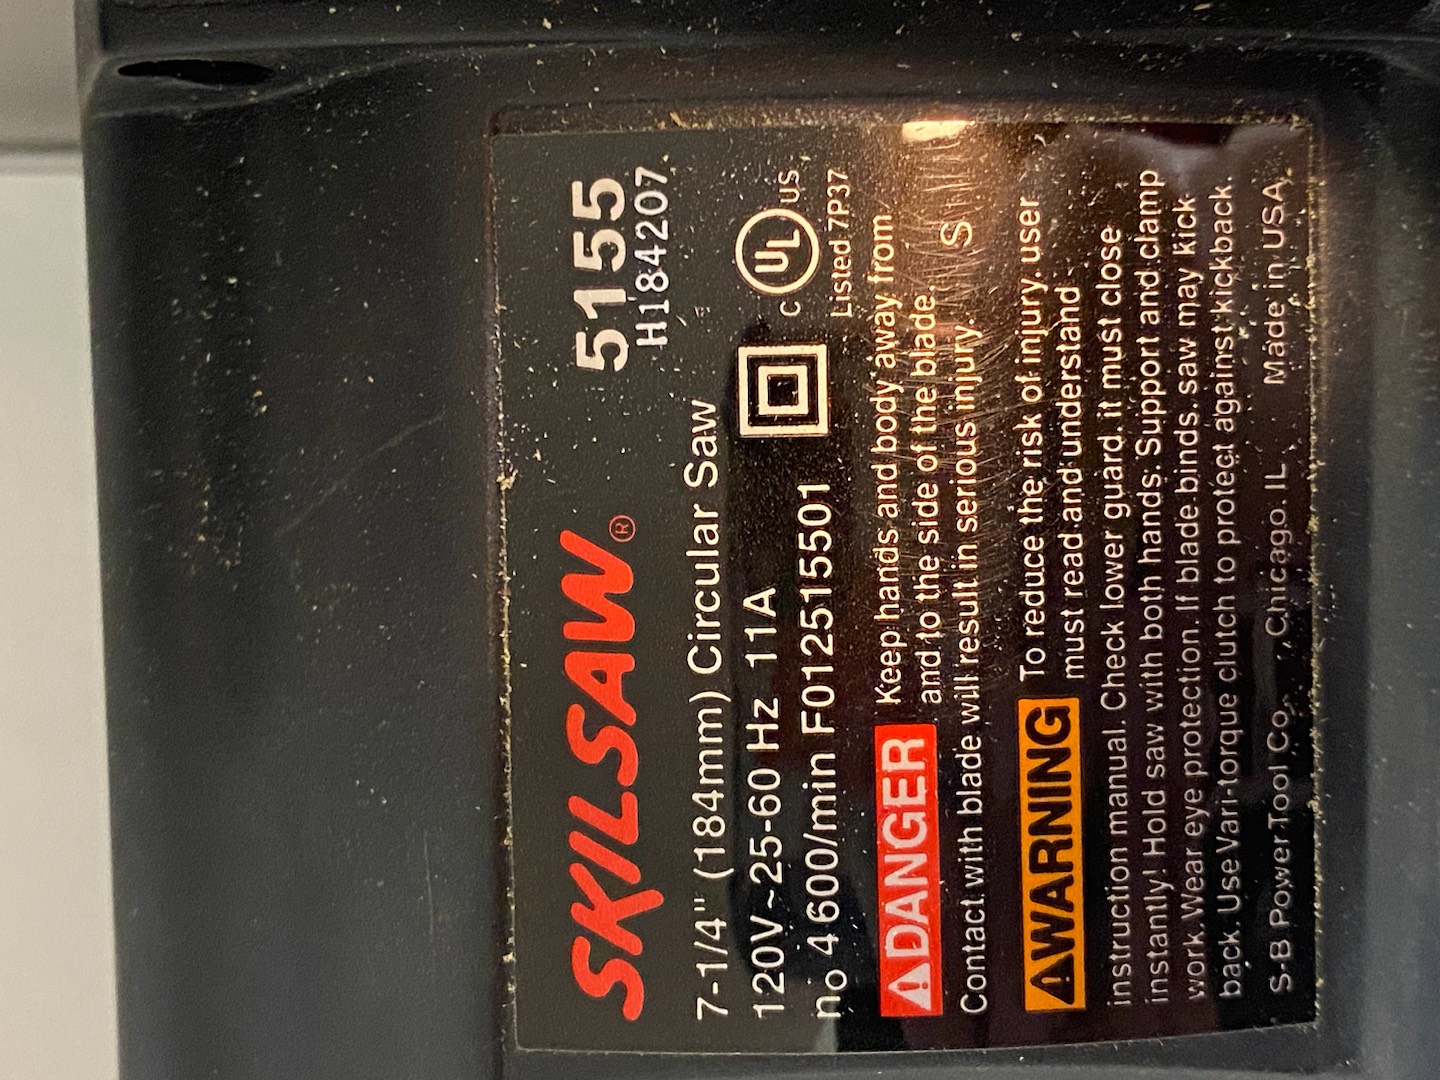 SKILSAW® 5155
H184207
7-1/4" (184mm) Circular Saw
120V~25-60 Hz 11A
C UL US
no 4 600/min F012515501 Listed 7P37
DANGER Keep hands and body away from
and to the side of the blade.
Contact with blade will result in serious injury. S
WARNING To reduce the risk of injury, user
must read and understand
instruction manual. Check lower guard, it must close
instantly! Hold saw with both hands. Support and clamp
work. Wear eye protection. If blade binds, saw may kick
back. Use Vari-torque clutch to protect against kickback.
S-B Power Tool Co., Chicago, IL Made in USA